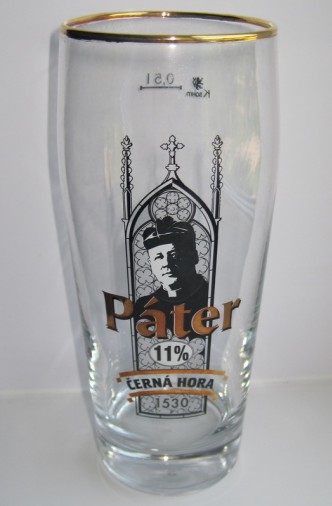 0,5 l
Páter
11%
ČERNÁ HORA
1530